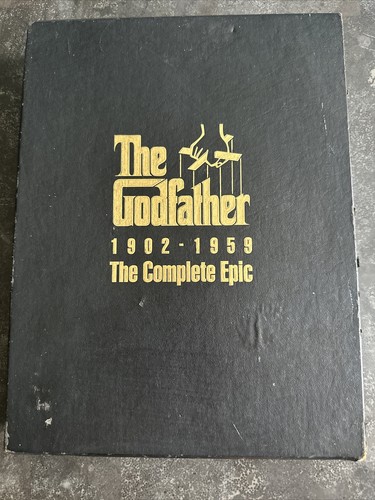 The
Godfather
1902-1959
The Complete Epic